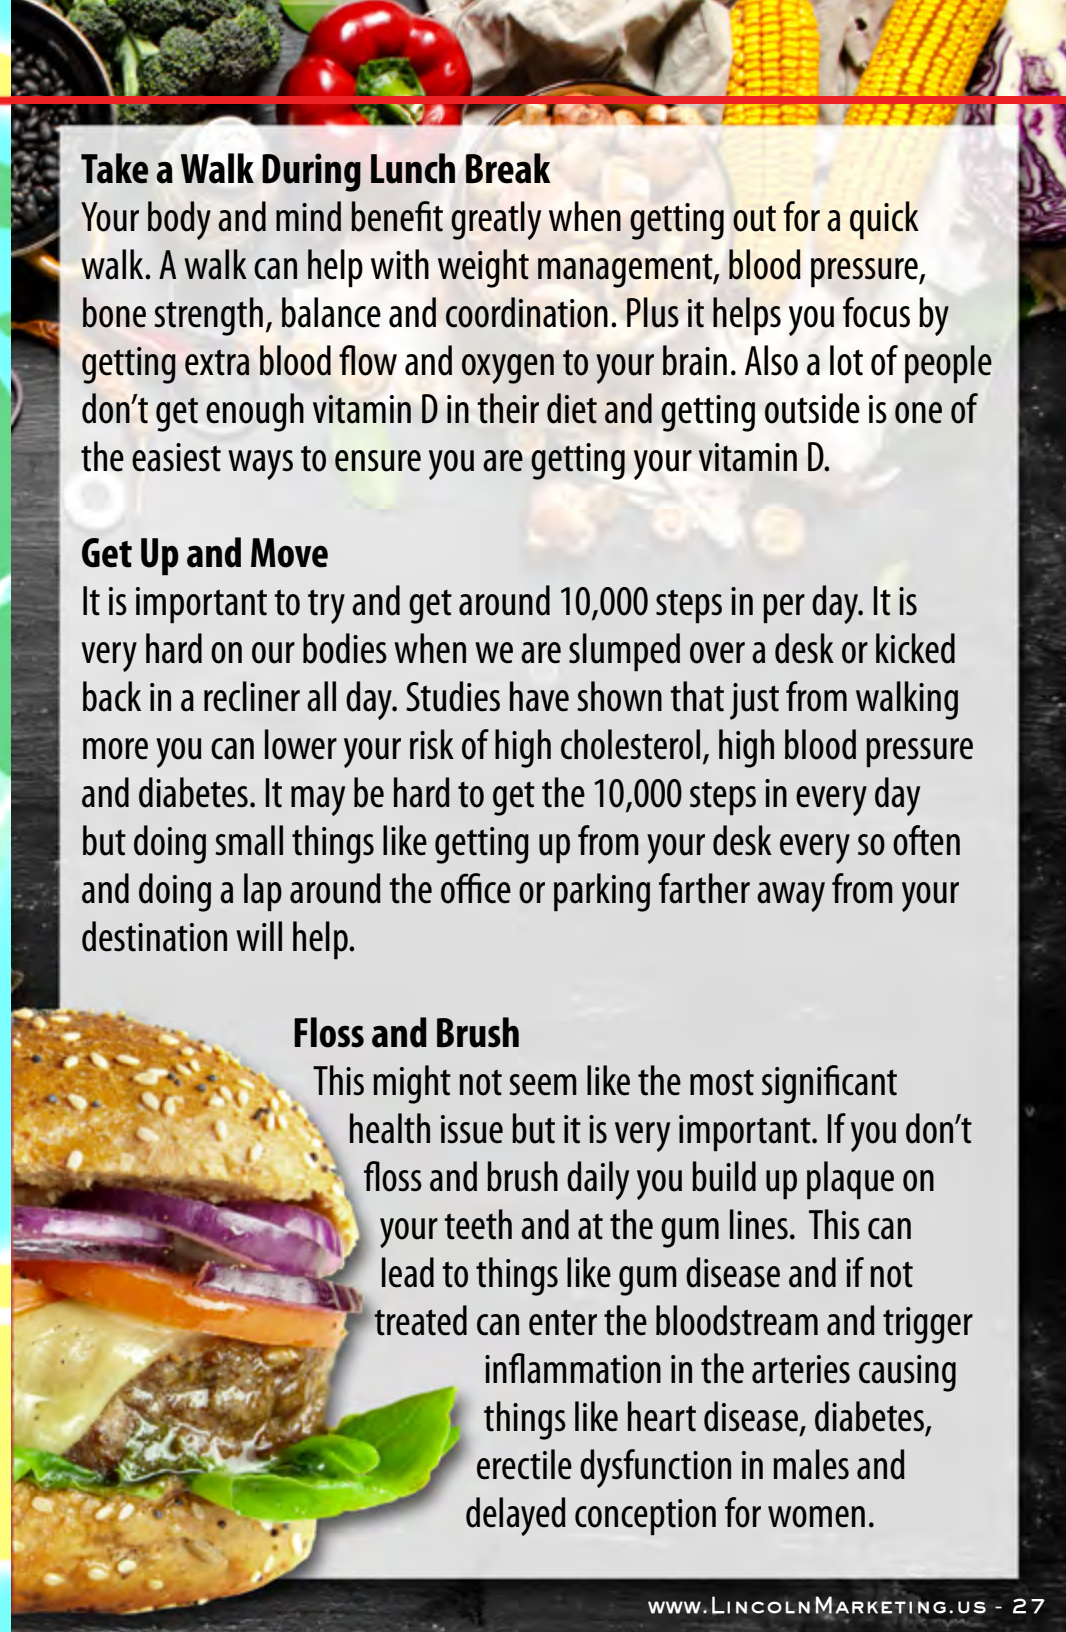 Take a Walk During Lunch Break
Your body and mind benefit greatly when getting out for a quick
walk. A walk can help with weight management, blood pressure,
bone strength, balance and coordination. Plus it helps you focus by
getting extra blood flow and oxygen to your brain. Also a lot of people
don’t get enough vitamin D in their diet and getting outside is one of
the easiest ways to ensure you are getting your vitamin D.
Get Up and Move
It is important to try and get around 10,000 steps in per day. It is
very hard on our bodies when we are slumped over a desk or kicked
back in a recliner all day. Studies have shown that just from walking
more you can lower your risk of high cholesterol, high blood pressure
and diabetes. It may be hard to get the 10,000 steps in every day
but doing small things like getting up from your desk every so often
and doing a lap around the office or parking farther away from your
destination will help.
Floss and Brush
This might not seem like the most significant
health issue but it is very important. If you don’t
floss and brush daily you build up plaque on
your teeth and at the gum lines.  This can
lead to things like gum disease and if not
treated can enter the bloodstream and trigger
inflammation in the arteries causing
things like heart disease, diabetes,
erectile dysfunction in males and
delayed conception for women.
www.LincolnMarketing.us - 27